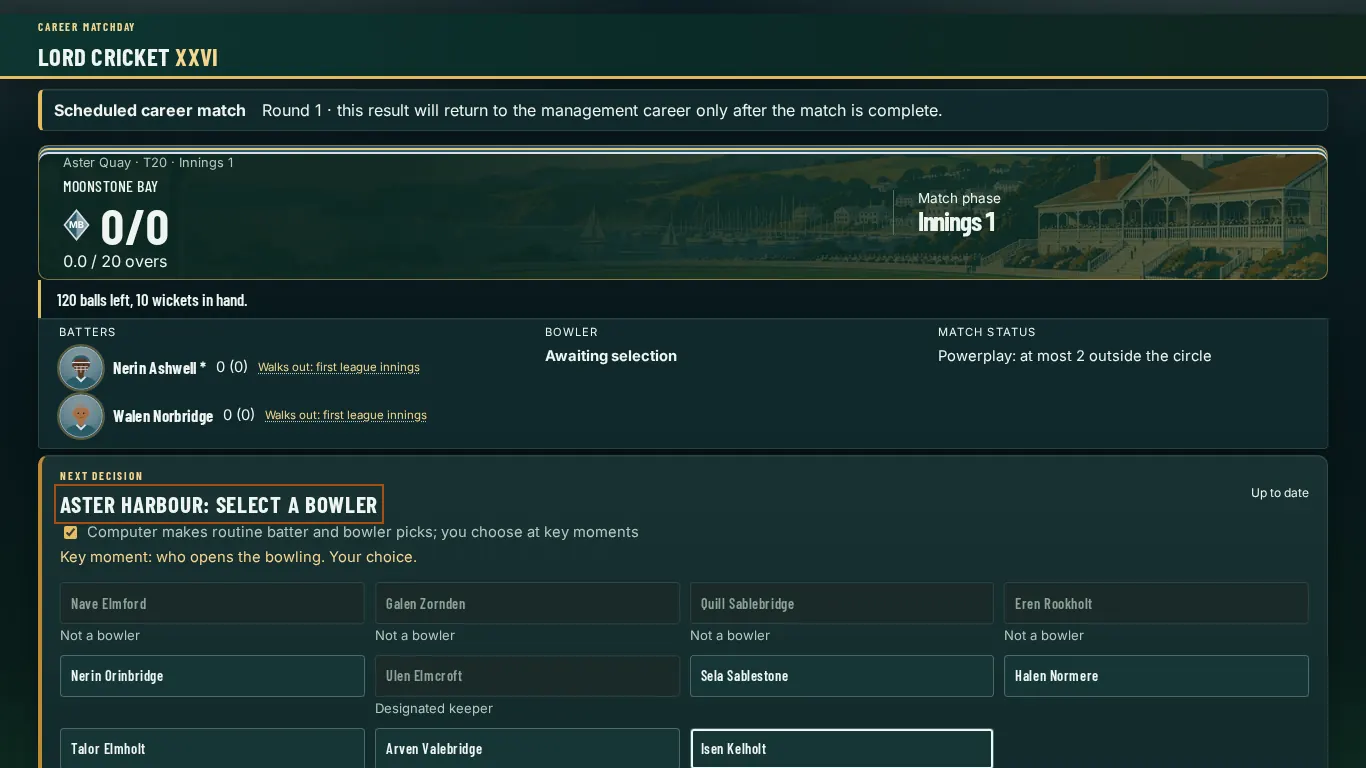 CAREER MATCHDAY
LORD CRICKET XXVI
Scheduled career match Round 1 · this result will return to the management career only after the match is complete.
Aster Quay · T20 · Innings 1
MOONSTONE BAY
MB 0/0
0.0 / 20 overs
Match phase
Innings 1
120 balls left, 10 wickets in hand.
BATTERS
Nerin Ashwell * 0 (0) Walks out: first league innings
Walen Norbridge 0 (0) Walks out: first league innings
BOWLER
Awaiting selection
MATCH STATUS
Powerplay: at most 2 outside the circle
NEXT DECISION
ASTER HARBOUR: SELECT A BOWLER
Up to date
Computer makes routine batter and bowler picks; you choose at key moments
Key moment: who opens the bowling. Your choice.
Nave Elmford Galen Zornden Quill Sablebridge Eren Rookholt
Not a bowler Not a bowler Not a bowler Not a bowler
Nerin Orinbridge Ulen Elmcroft Sela Sablestone Halen Normere
Designated keeper
Talor Elmholt Arven Valebridge Isen Kelholt